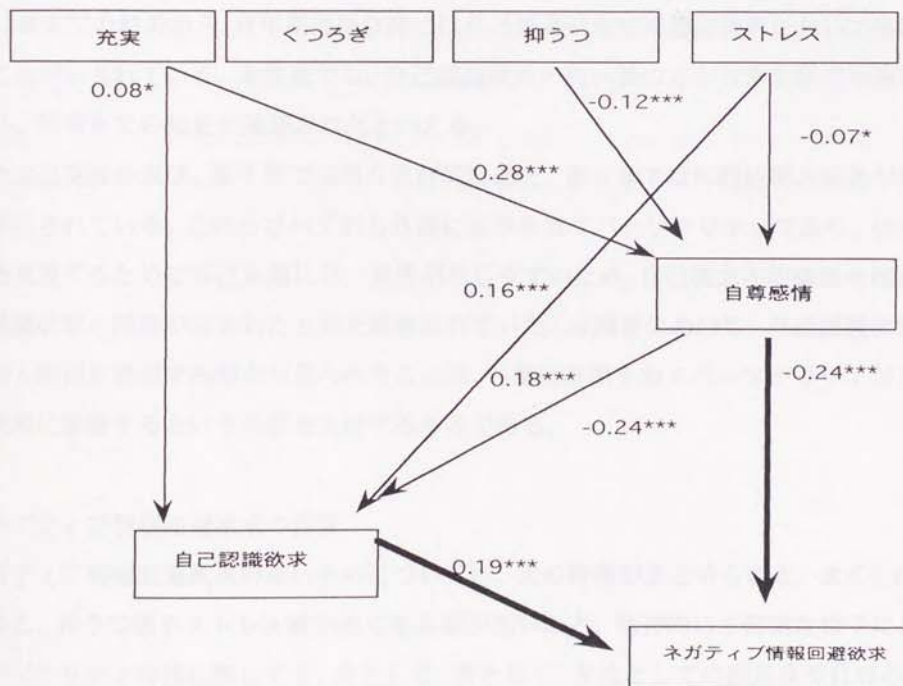 充実 くつろぎ 抑うつ ストレス
0.08*
-0.12***
-0.07*
0.28***
0.16***
自尊感情
0.18***
-0.24***
-0.24***
自己認識欲求
0.19***
ネガティブ情報回避欲求